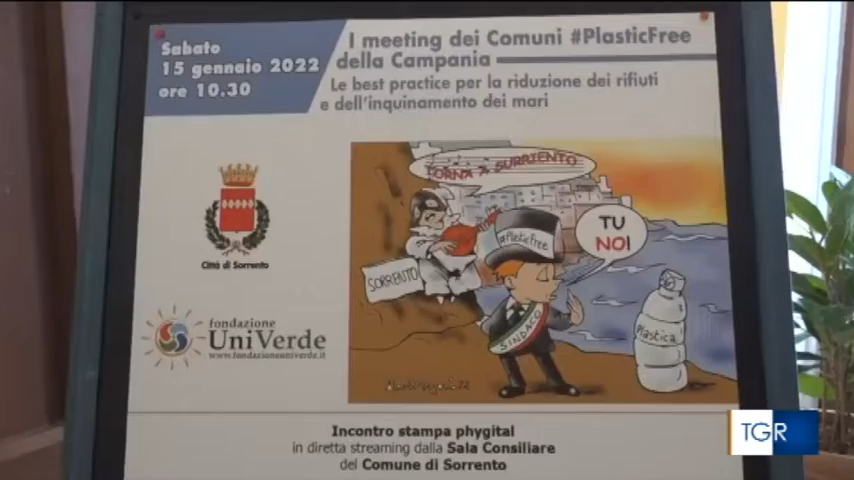 Sabato
15 gennaio 2022
ore 10.30
I meeting dei Comuni #PlasticFree
della Campania
Le best practice per la riduzione dei rifiuti
e dell'inquinamento dei mari
TORNA A SURRIENTO
#PlasticFree
TU
NO!
SORRENTO
SINDACO
Plastica
Città di Sorrento
fondazione
UniVerde
www.fondazioneuniverde.it
Incontro stampa phygital
in diretta streaming dalla Sala Consiliare
del Comune di Sorrento
TGR